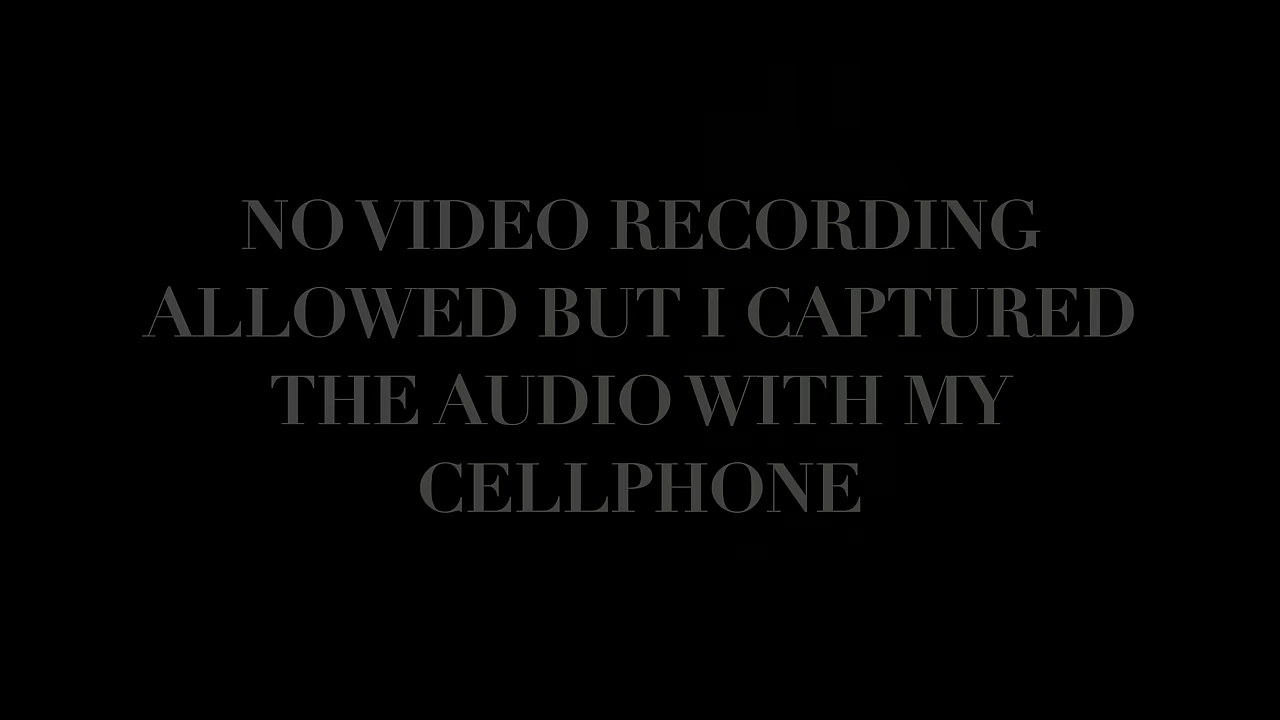 NO VIDEO RECORDING
ALLOWED BUT I CAPTURED
THE AUDIO WITH MY
CELLPHONE